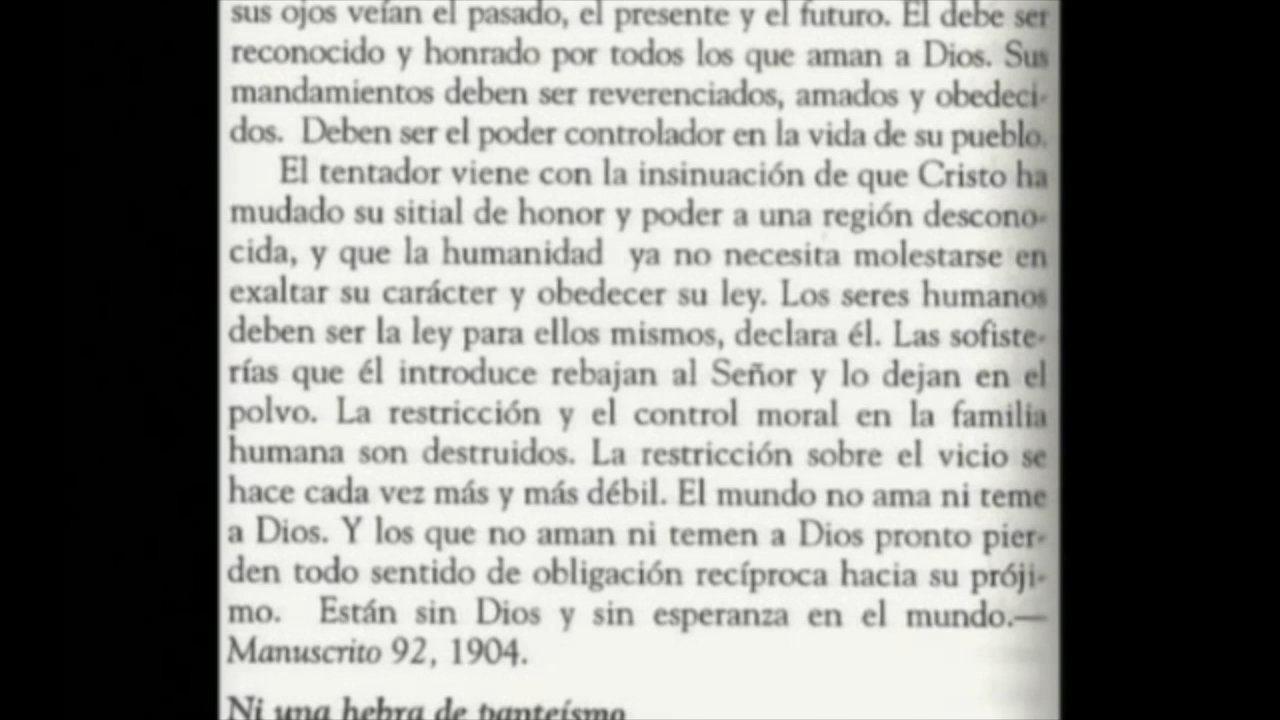 sus ojos veían el pasado, el presente y el futuro. El debe ser
reconocido y honrado por todos los que aman a Dios. Sus
mandamientos deben ser reverenciados, amados y obedeci-
dos. Deben ser el poder controlador en la vida de su pueblo.
El tentador viene con la insinuación de que Cristo ha
mudado su sitial de honor y poder a una región descono-
cida, y que la humanidad ya no necesita molestarse en
exaltar su carácter y obedecer su ley. Los seres humanos
deben ser la ley para ellos mismos, declara él. Las sofiste-
rías que él introduce rebajan al Señor y lo dejan en el
polvo. La restricción y el control moral en la familia
humana son destruidos. La restricción sobre el vicio se
hace cada vez más y más débil. El mundo no ama ni teme
a Dios. Y los que no aman ni temen a Dios pronto pier-
den todo sentido de obligación recíproca hacia su próji-
mo. Están sin Dios y sin esperanza en el mundo.—
Manuscrito 92, 1904.
Ni una hebra de panteísmo